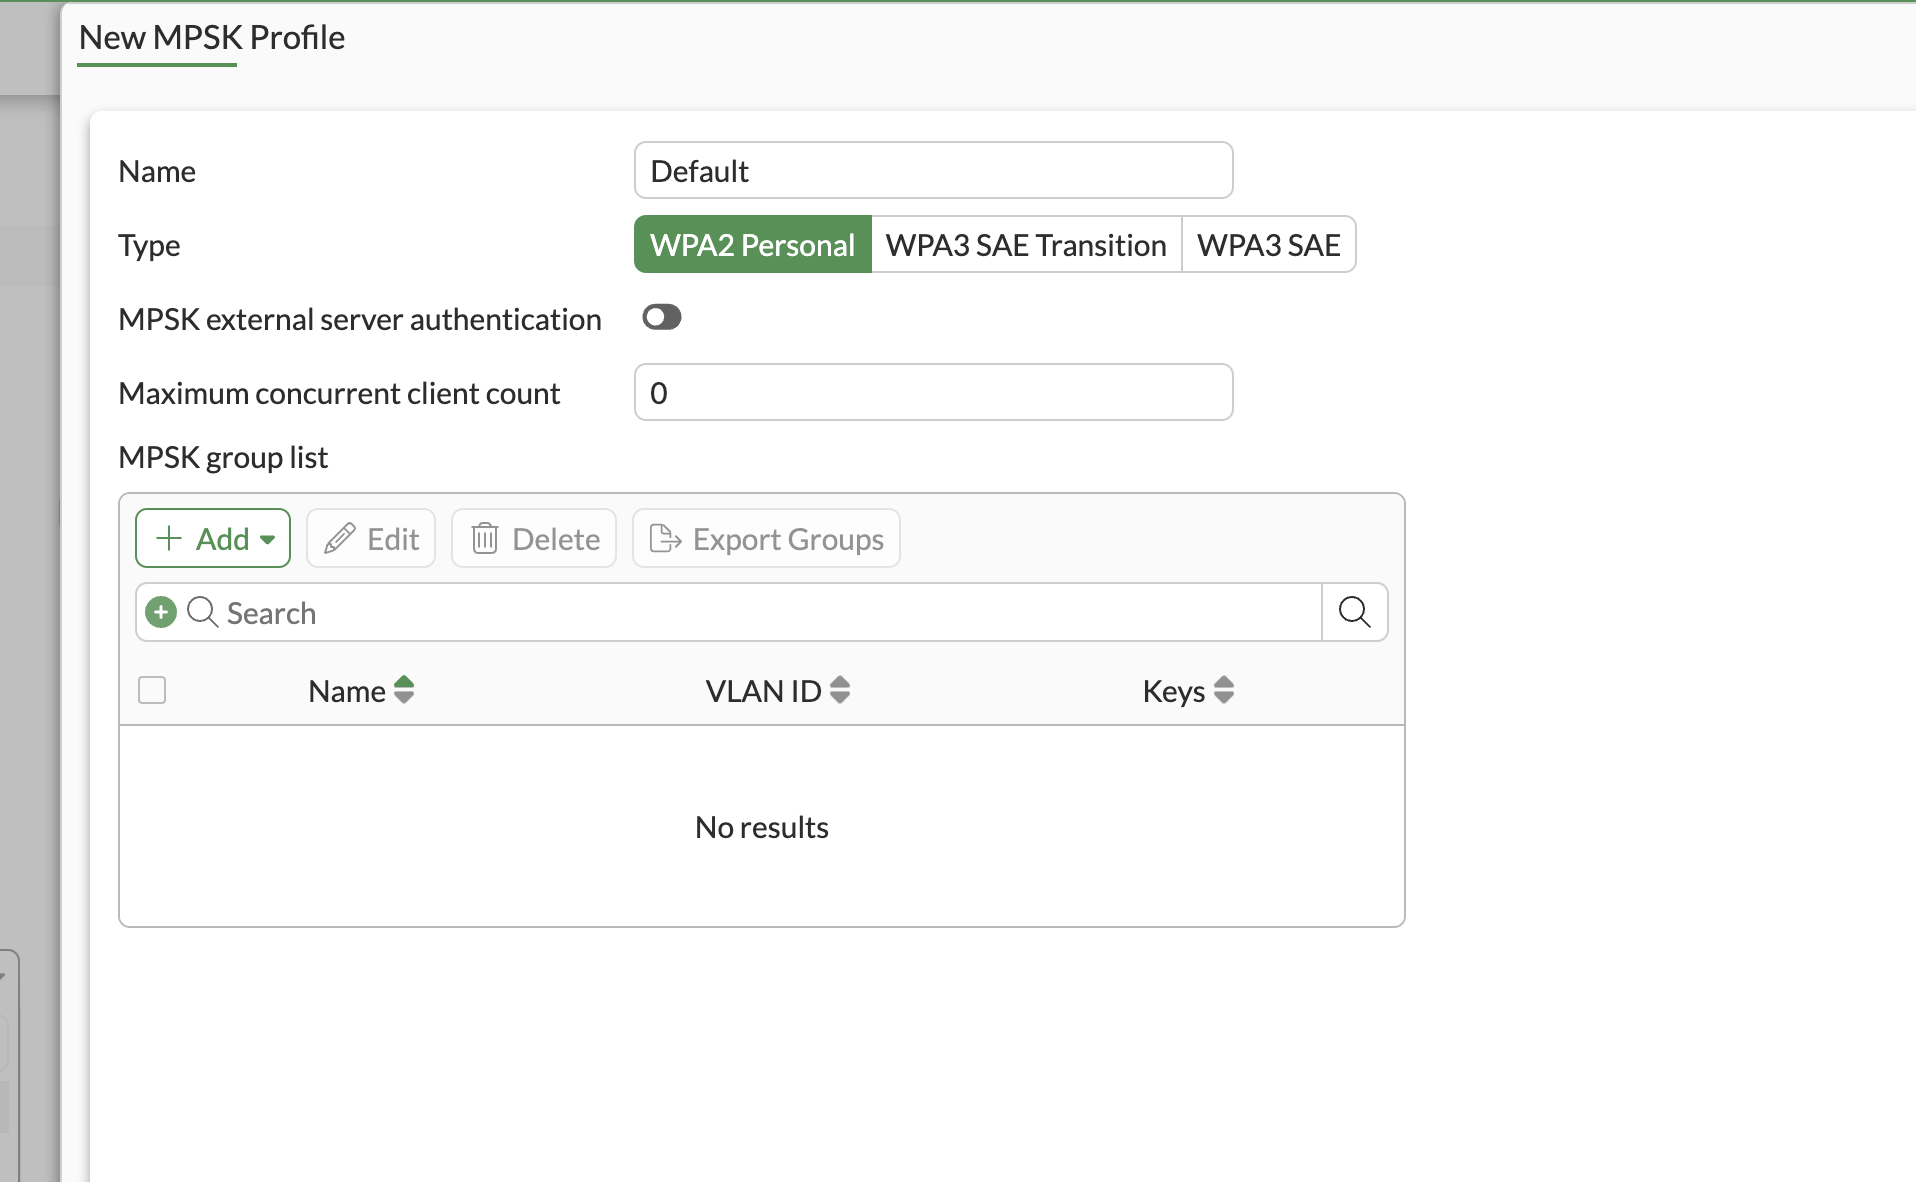 New MPSK Profile
Name Default
Type WPA2 Personal WPA3 SAE Transition WPA3 SAE
MPSK external server authentication
Maximum concurrent client count 0
MPSK group list
Add Edit Delete Export Groups
Search
Name VLAN ID Keys
No results